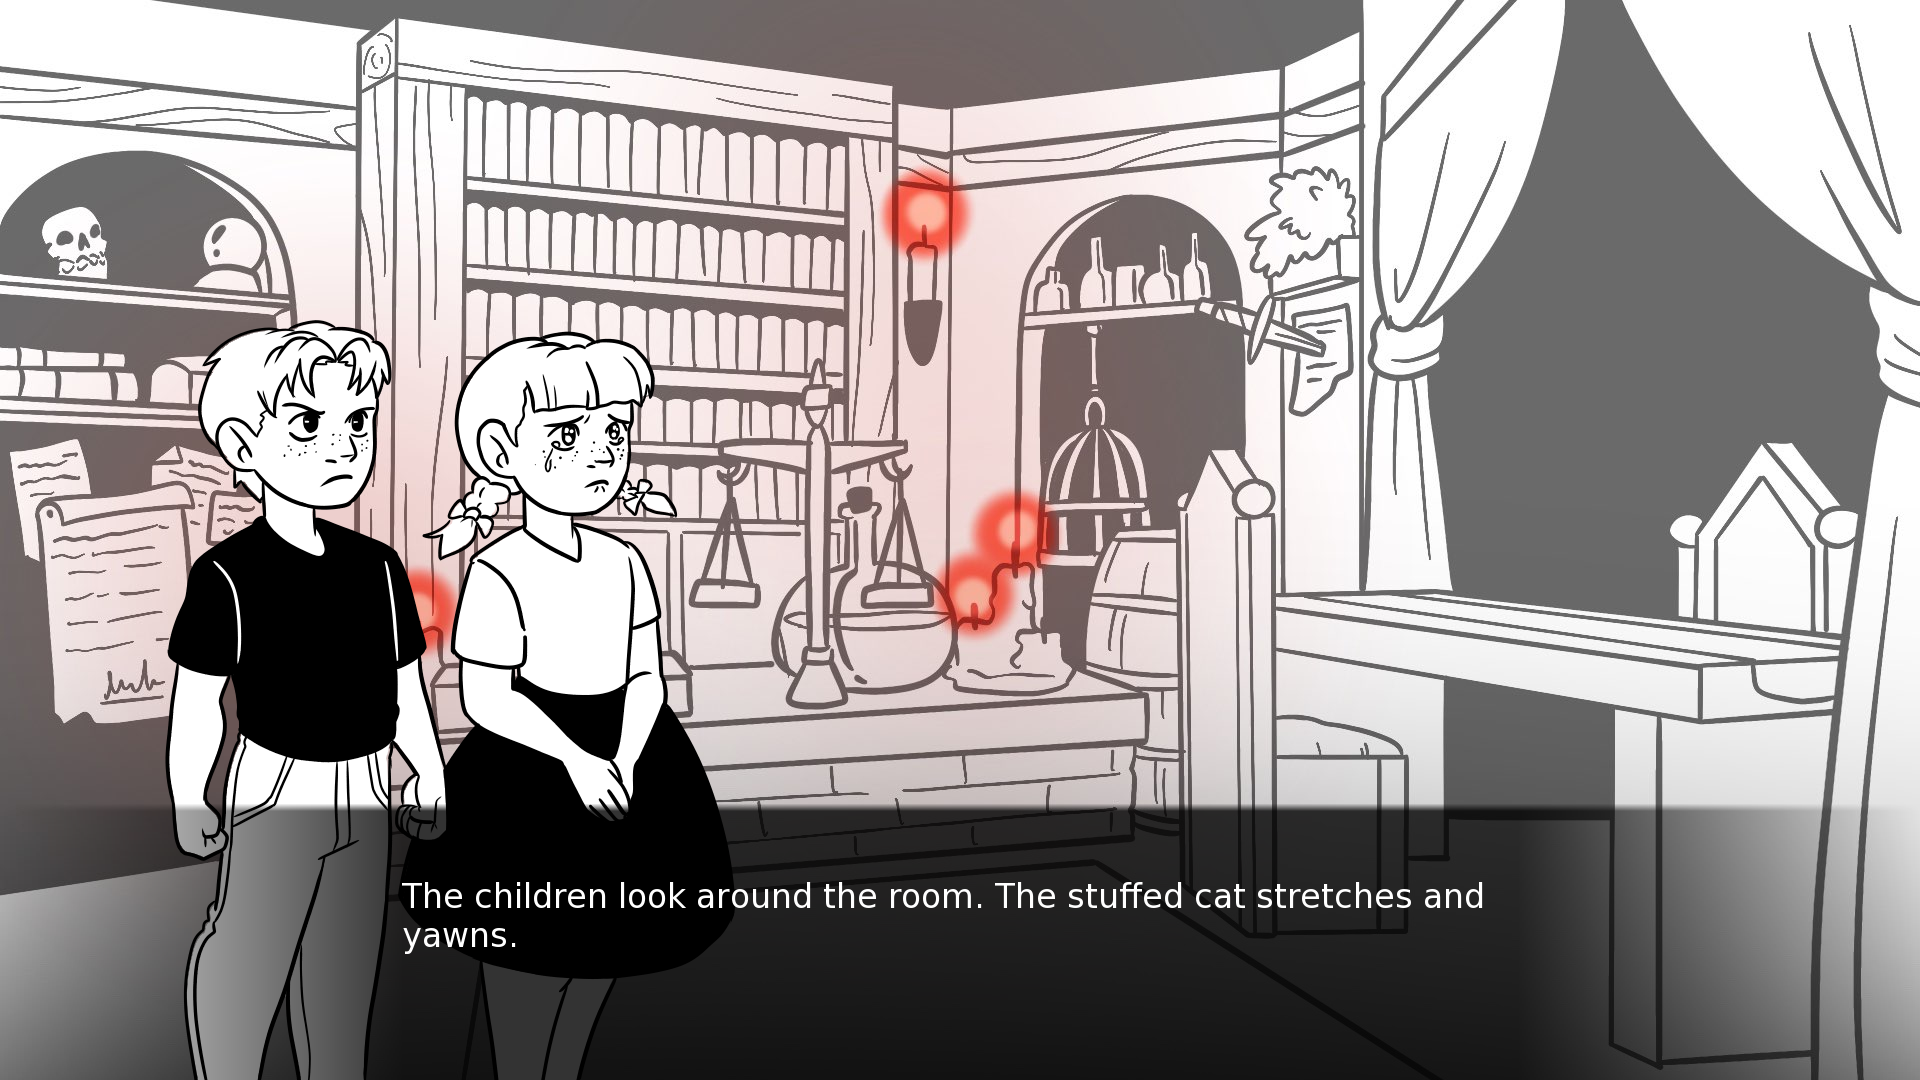 The children look around the room. The stuffed cat stretches and
yawns.